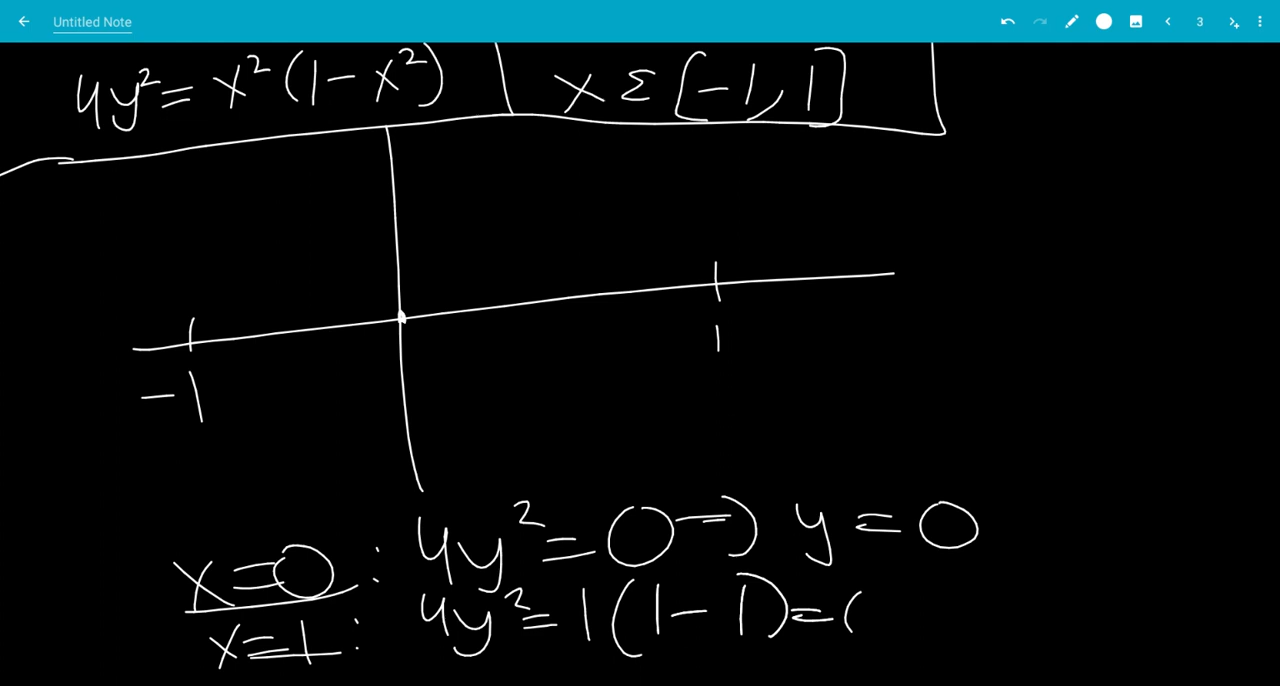 Untitled Note
3
4y² = x²(1 - x²) | x ε [-1, 1]
-1
1
x = 0 : 4y² = 0 => y = 0
x = 1 : 4y² = 1(1 - 1) = (